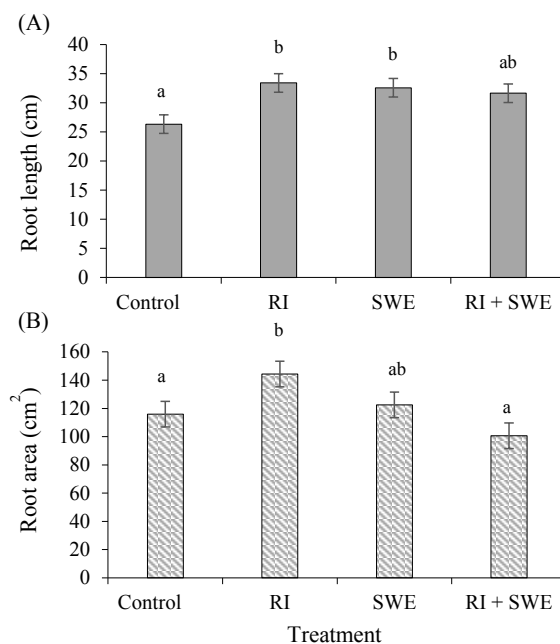 (A)
Root length (cm)
40
35
30
25
20
15
10
5
0
a
b
b
ab
Control
RI
SWE
RI + SWE
(B)
Root area (cm²)
160
140
120
100
80
60
40
20
0
a
b
ab
a
Control
RI
SWE
RI + SWE
Treatment